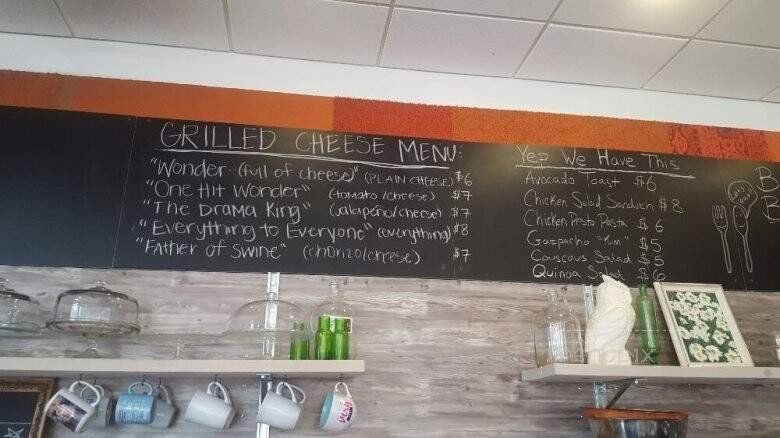 GRILLED CHEESE MENU:
"Wonder (full of cheese)" (PLAIN CHEESE) $6
"One Hit Wonder" (tomato/cheese) $7
"The Drama King" (Jalapeño/cheese) $7
"Everything to Everyone" (everything) $8
"Father of Swine" (chorizo/cheese) $7
Yep We Have This
Avocado Toast $6
Chicken Salad Sandwich $8
Chicken Pesto Pasta $6
Gazpacho "Yum" $5
Couscous Salad $5
Quinoa Salad $6
B
B